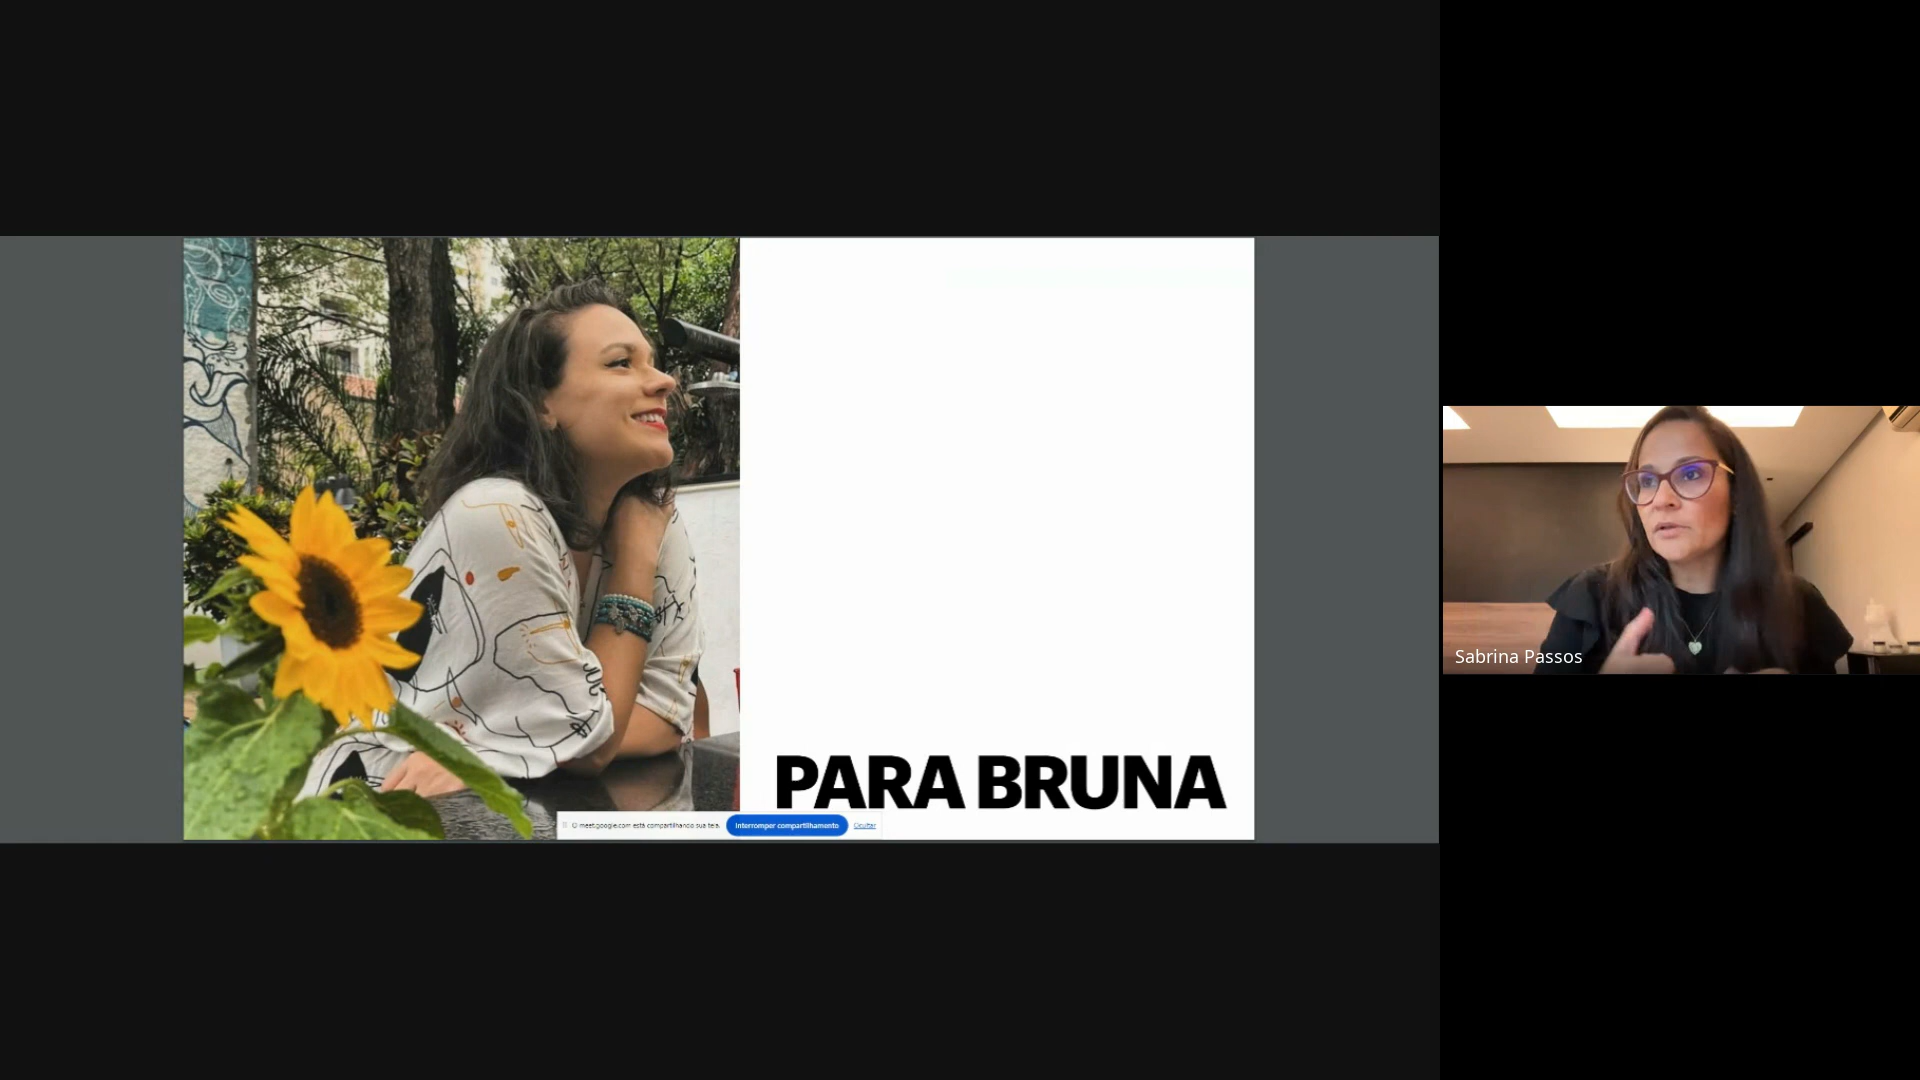 PARA BRUNA
meet.google.com está compartilhando sua tela.
Interromper compartilhamento
Ocultar
Sabrina Passos